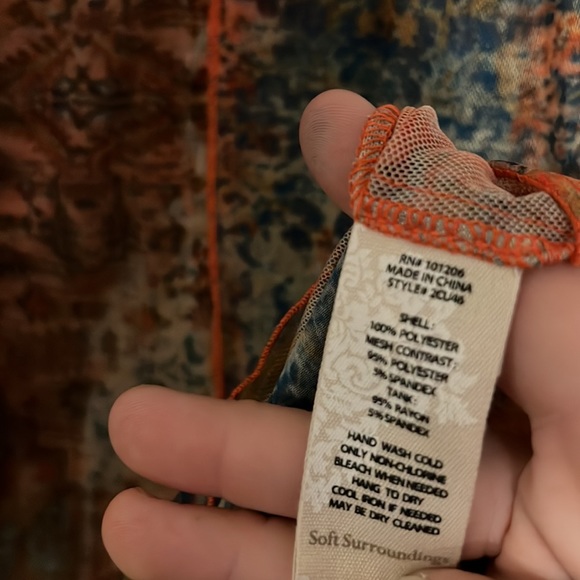 RN# 101206
MADE IN CHINA
STYLE# 2CU46
SHELL:
100% POLYESTER
MESH CONTRAST:
95% POLYESTER
5% SPANDEX
TANK:
95% RAYON
5% SPANDEX
HAND WASH COLD
ONLY NON-CHLORINE
BLEACH WHEN NEEDED
HANG TO DRY
COOL IRON IF NEEDED
MAY BE DRY CLEANED
Soft Surroundings